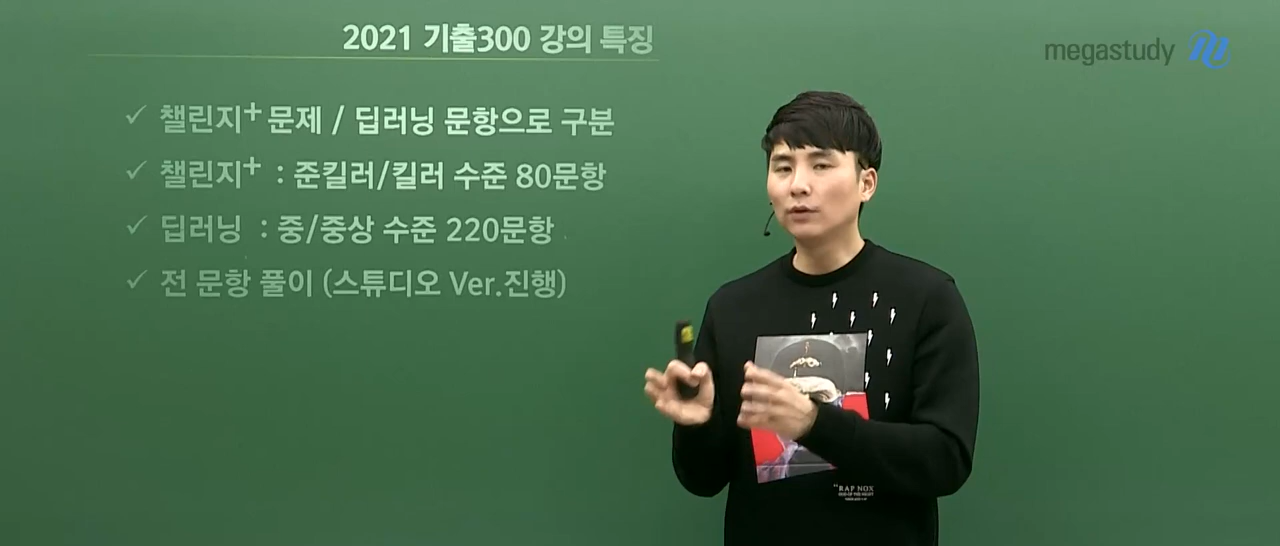 2021 기출300 강의 특징
megastudy
✓ 챌린지+ 문제 / 딥러닝 문항으로 구분
✓ 챌린지+ : 준킬러/킬러 수준 80문항
✓ 딥러닝 : 중/중상 수준 220문항
✓ 전 문항 풀이 (스튜디오 Ver.진행)
"RAP NOX